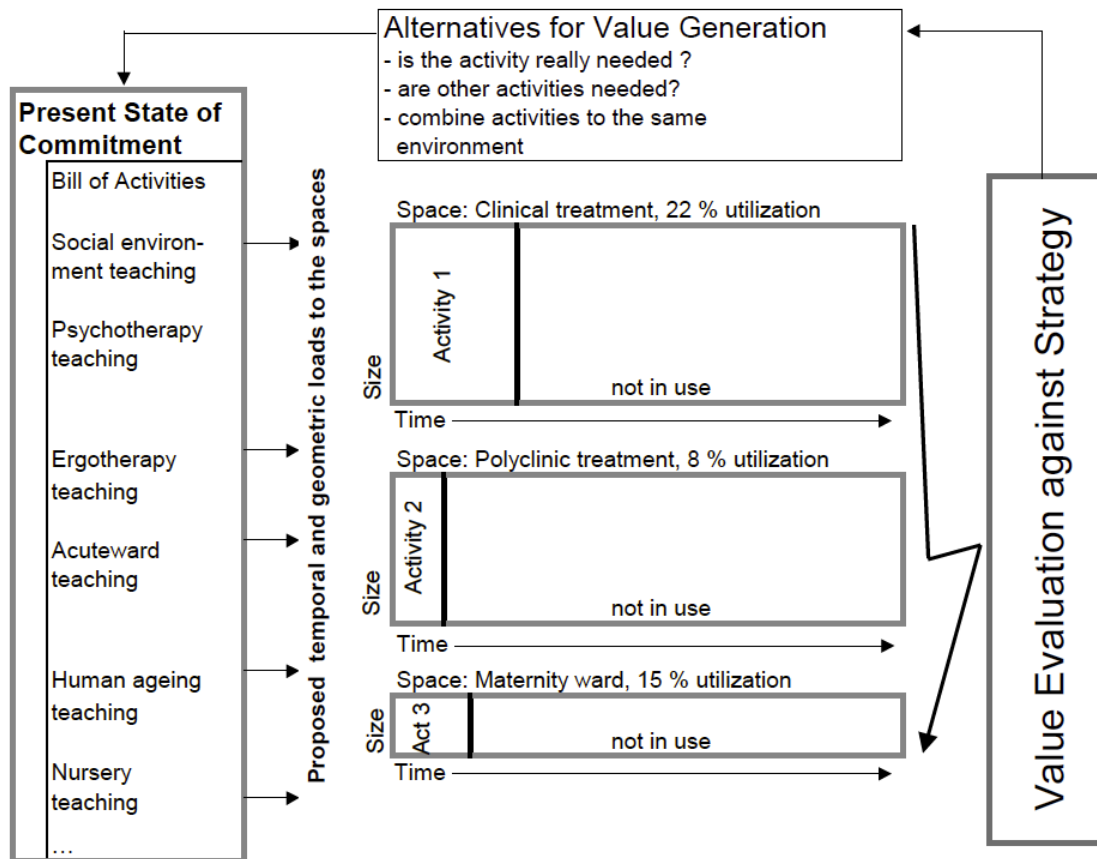 Alternatives for Value Generation
- is the activity really needed ?
- are other activities needed?
- combine activities to the same
environment
Present State of
Commitment
Bill of Activities
Social environ-
ment teaching
Psychotherapy
teaching
Ergotherapy
teaching
Acuteward
teaching
Human ageing
teaching
Nursery
teaching
...
Proposed temporal and geometric loads to the spaces
Space: Clinical treatment, 22 % utilization
Size
Activity 1
not in use
Time
Space: Polyclinic treatment, 8 % utilization
Size
Activity 2
not in use
Time
Space: Maternity ward, 15 % utilization
Size
Act 3
not in use
Time
Value Evaluation against Strategy